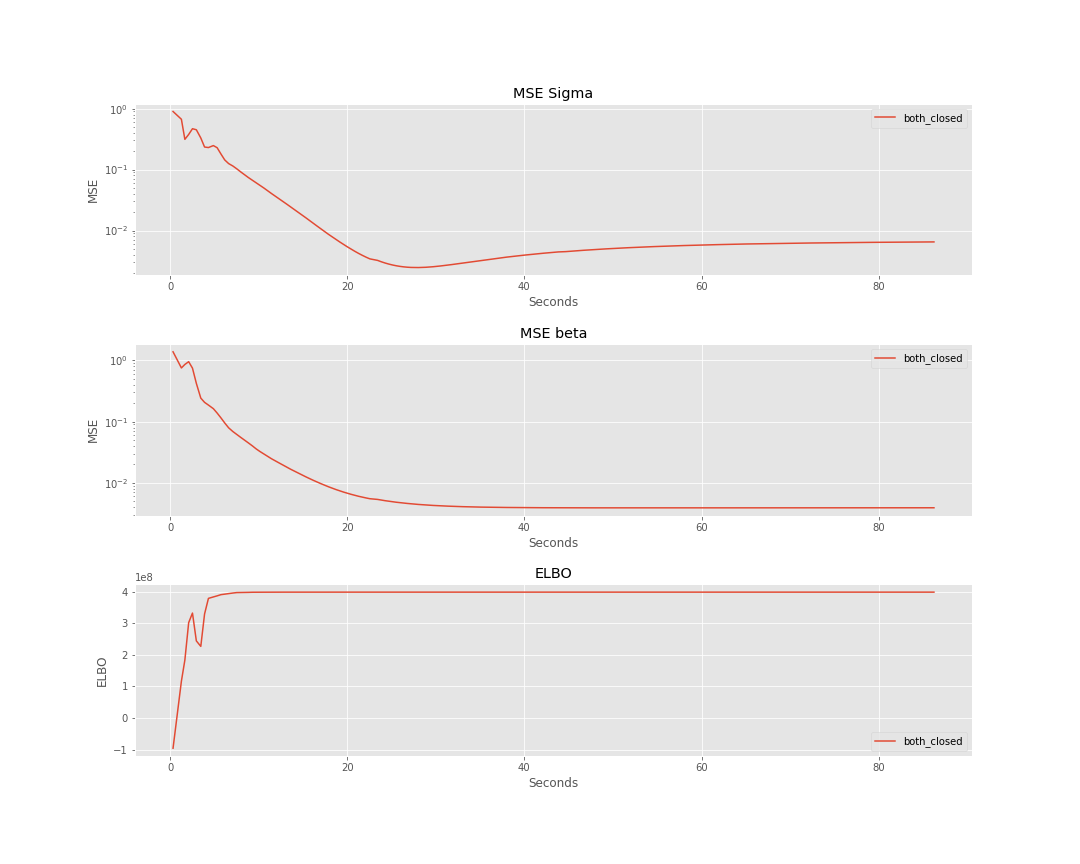 MSE Sigma
10⁰
10⁻¹
10⁻²
MSE
both_closed
0 20 40 60 80
Seconds
MSE beta
10⁰
10⁻¹
10⁻²
MSE
both_closed
0 20 40 60 80
Seconds
ELBO
1e8
4
3
2
1
0
−1
ELBO
both_closed
0 20 40 60 80
Seconds